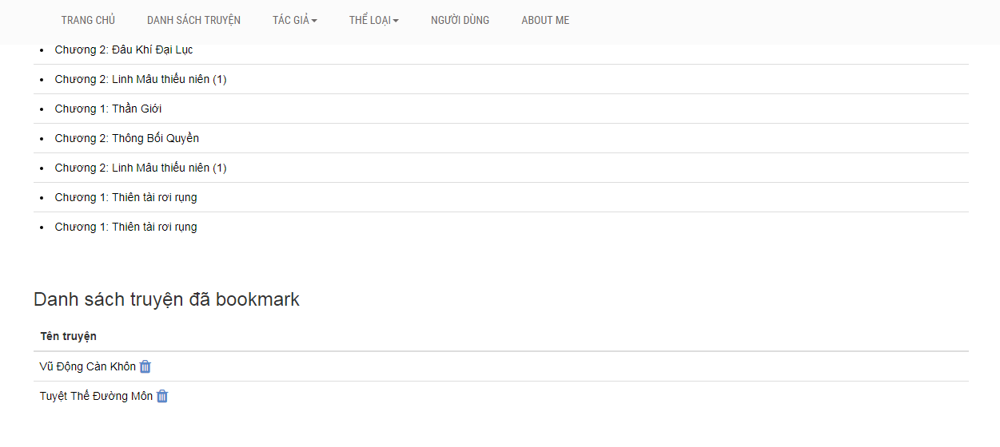 TRANG CHỦ DANH SÁCH TRUYỆN TÁC GIẢ THỂ LOẠI NGƯỜI DÙNG ABOUT ME
Chương 2: Đâu Khí Đại Lục
Chương 2: Linh Mâu thiếu niên (1)
Chương 1: Thần Giới
Chương 2: Thông Bối Quyền
Chương 2: Linh Mâu thiếu niên (1)
Chương 1: Thiên tài rơi rụng
Chương 1: Thiên tài rơi rụng
Danh sách truyện đã bookmark
Tên truyện
Vũ Động Càn Khôn
Tuyệt Thế Đường Môn